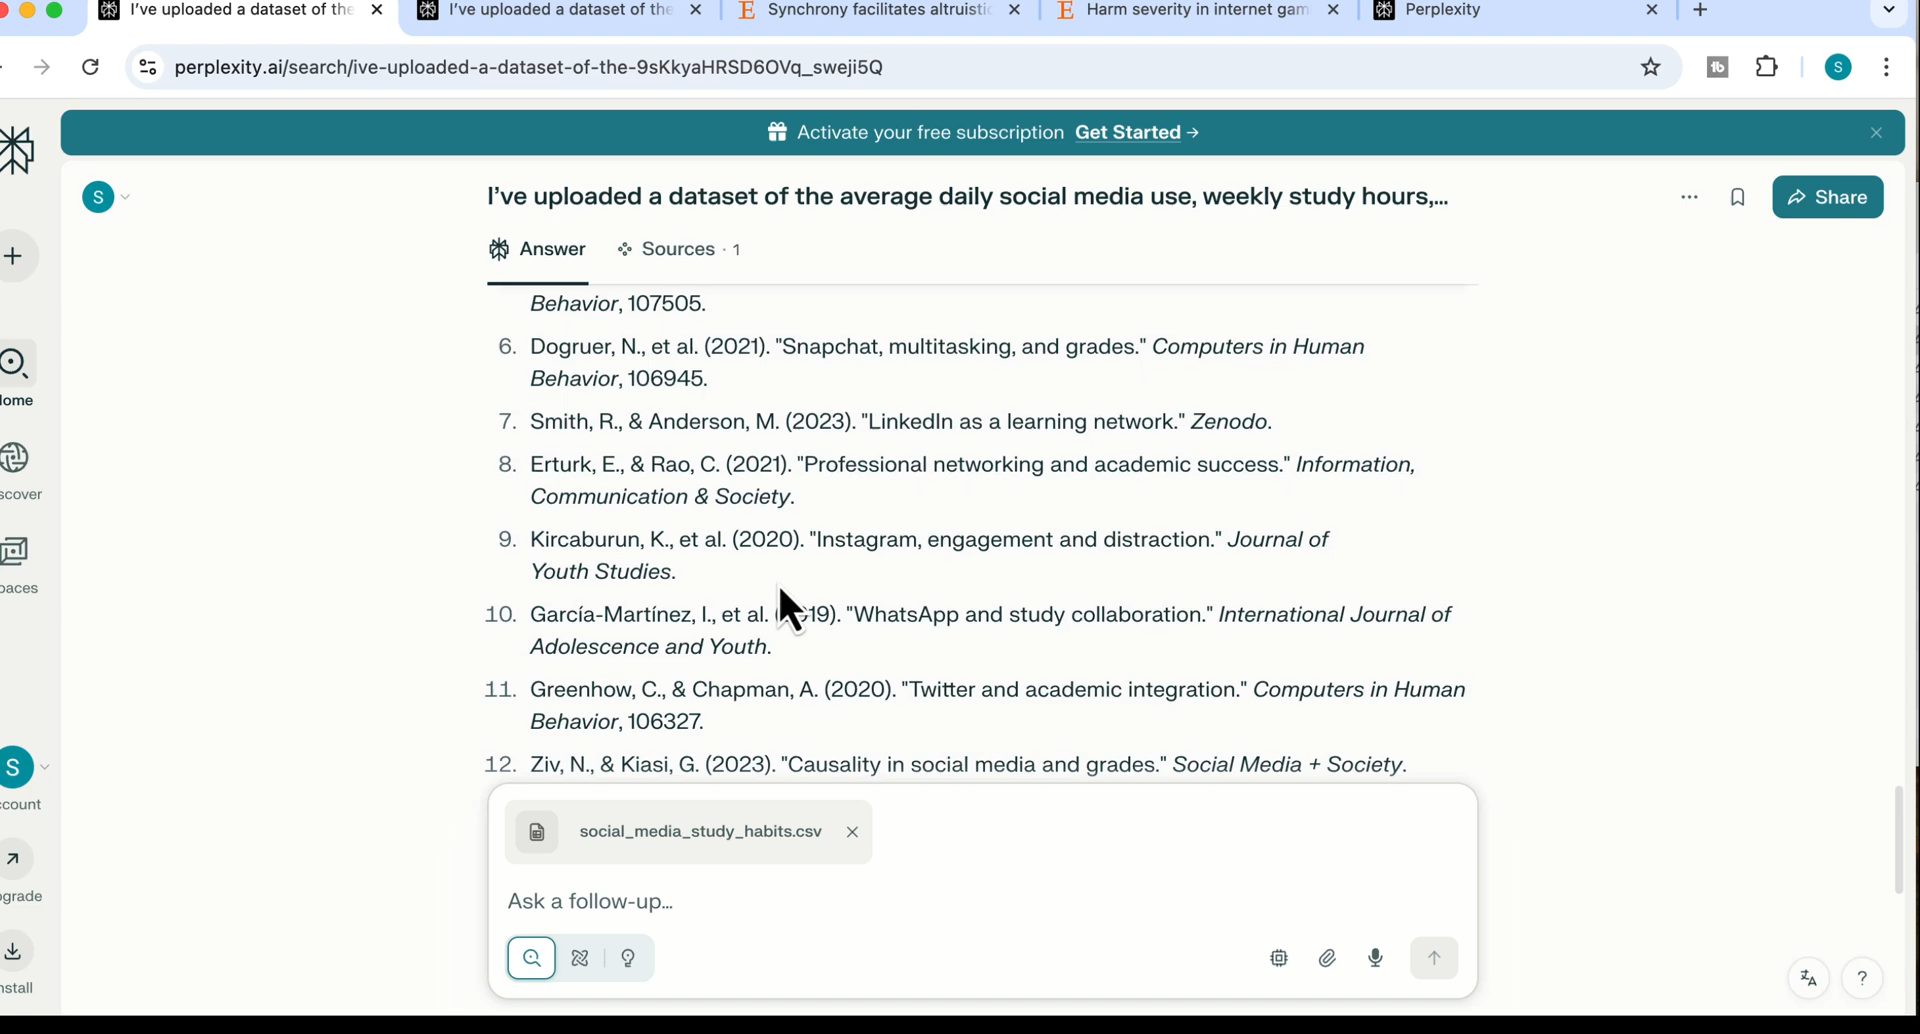 I've uploaded a dataset of the
I've uploaded a dataset of the
Synchrony facilitates altruistic
Harm severity in internet gam
Perplexity
perplexity.ai/search/ive-uploaded-a-dataset-of-the-9sKkyaHRSD6OVq_sweji5Q
S
Activate your free subscription Get Started →
S
I've uploaded a dataset of the average daily social media use, weekly study hours,...
Share
Answer
Sources · 1
Behavior, 107505.
6. Dogruer, N., et al. (2021). "Snapchat, multitasking, and grades." Computers in Human
Behavior, 106945.
7. Smith, R., & Anderson, M. (2023). "LinkedIn as a learning network." Zenodo.
8. Erturk, E., & Rao, C. (2021). "Professional networking and academic success." Information,
Communication & Society.
9. Kircaburun, K., et al. (2020). "Instagram, engagement and distraction." Journal of
Youth Studies.
10. García-Martínez, I., et al. (19). "WhatsApp and study collaboration." International Journal of
Adolescence and Youth.
11. Greenhow, C., & Chapman, A. (2020). "Twitter and academic integration." Computers in Human
Behavior, 106327.
12. Ziv, N., & Kiasi, G. (2023). "Causality in social media and grades." Social Media + Society.
ome
scover
paces
S
ccount
pgrade
nstall
social_media_study_habits.csv
Ask a follow-up...
?